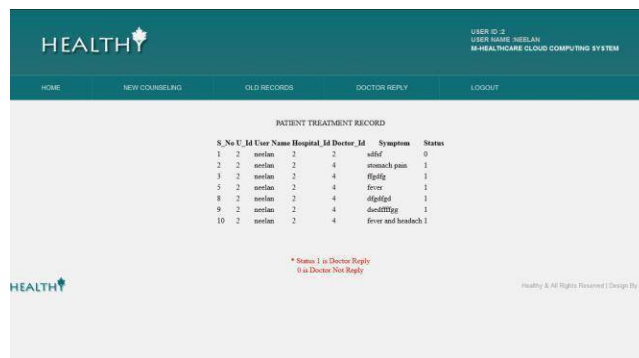 HEALTHY
USER ID :2
USER NAME :NEELAN
M-HEALTHCARE CLOUD COMPUTING SYSTEM
HOME NEW COUNSELING OLD RECORDS DOCTOR REPLY LOGOUT
PATIENT TREATMENT RECORD
S_No U_Id User Name Hospital_Id Doctor_Id Symptom Status
1 2 neelan 2 2 sdfsf 0
2 2 neelan 2 4 stomach pain 1
3 2 neelan 2 4 ffgdfg 1
5 2 neelan 2 4 fever 1
8 2 neelan 2 4 dfgdfgd 1
9 2 neelan 2 4 dsedffffgg 1
10 2 neelan 2 4 fever and headach 1
* Status 1 is Doctor Reply
0 is Doctor Not Reply
HEALTHY
Healthy & All Rights Reserved | Design By